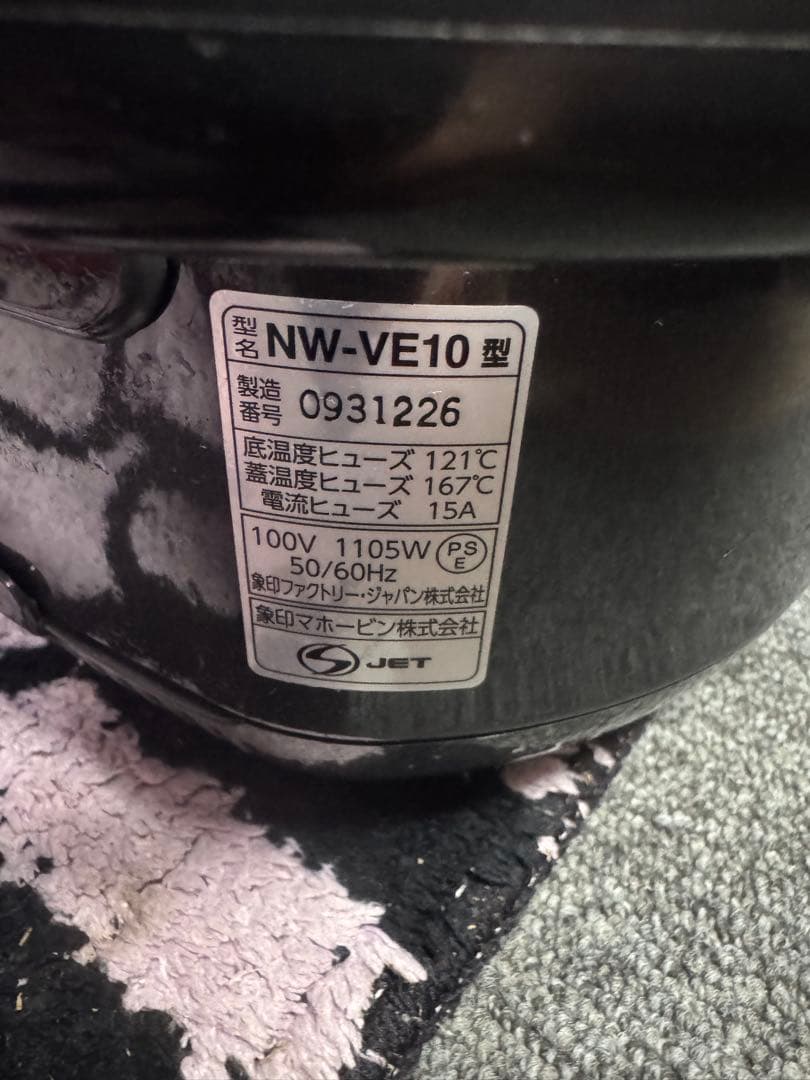 型名 NW-VE10 型
製造番号 0931226
底温度ヒューズ 121℃
蓋温度ヒューズ 167℃
電流ヒューズ 15A
100V 1105W PSE
50/60Hz
象印ファクトリー・ジャパン株式会社
象印マホービン株式会社
JET